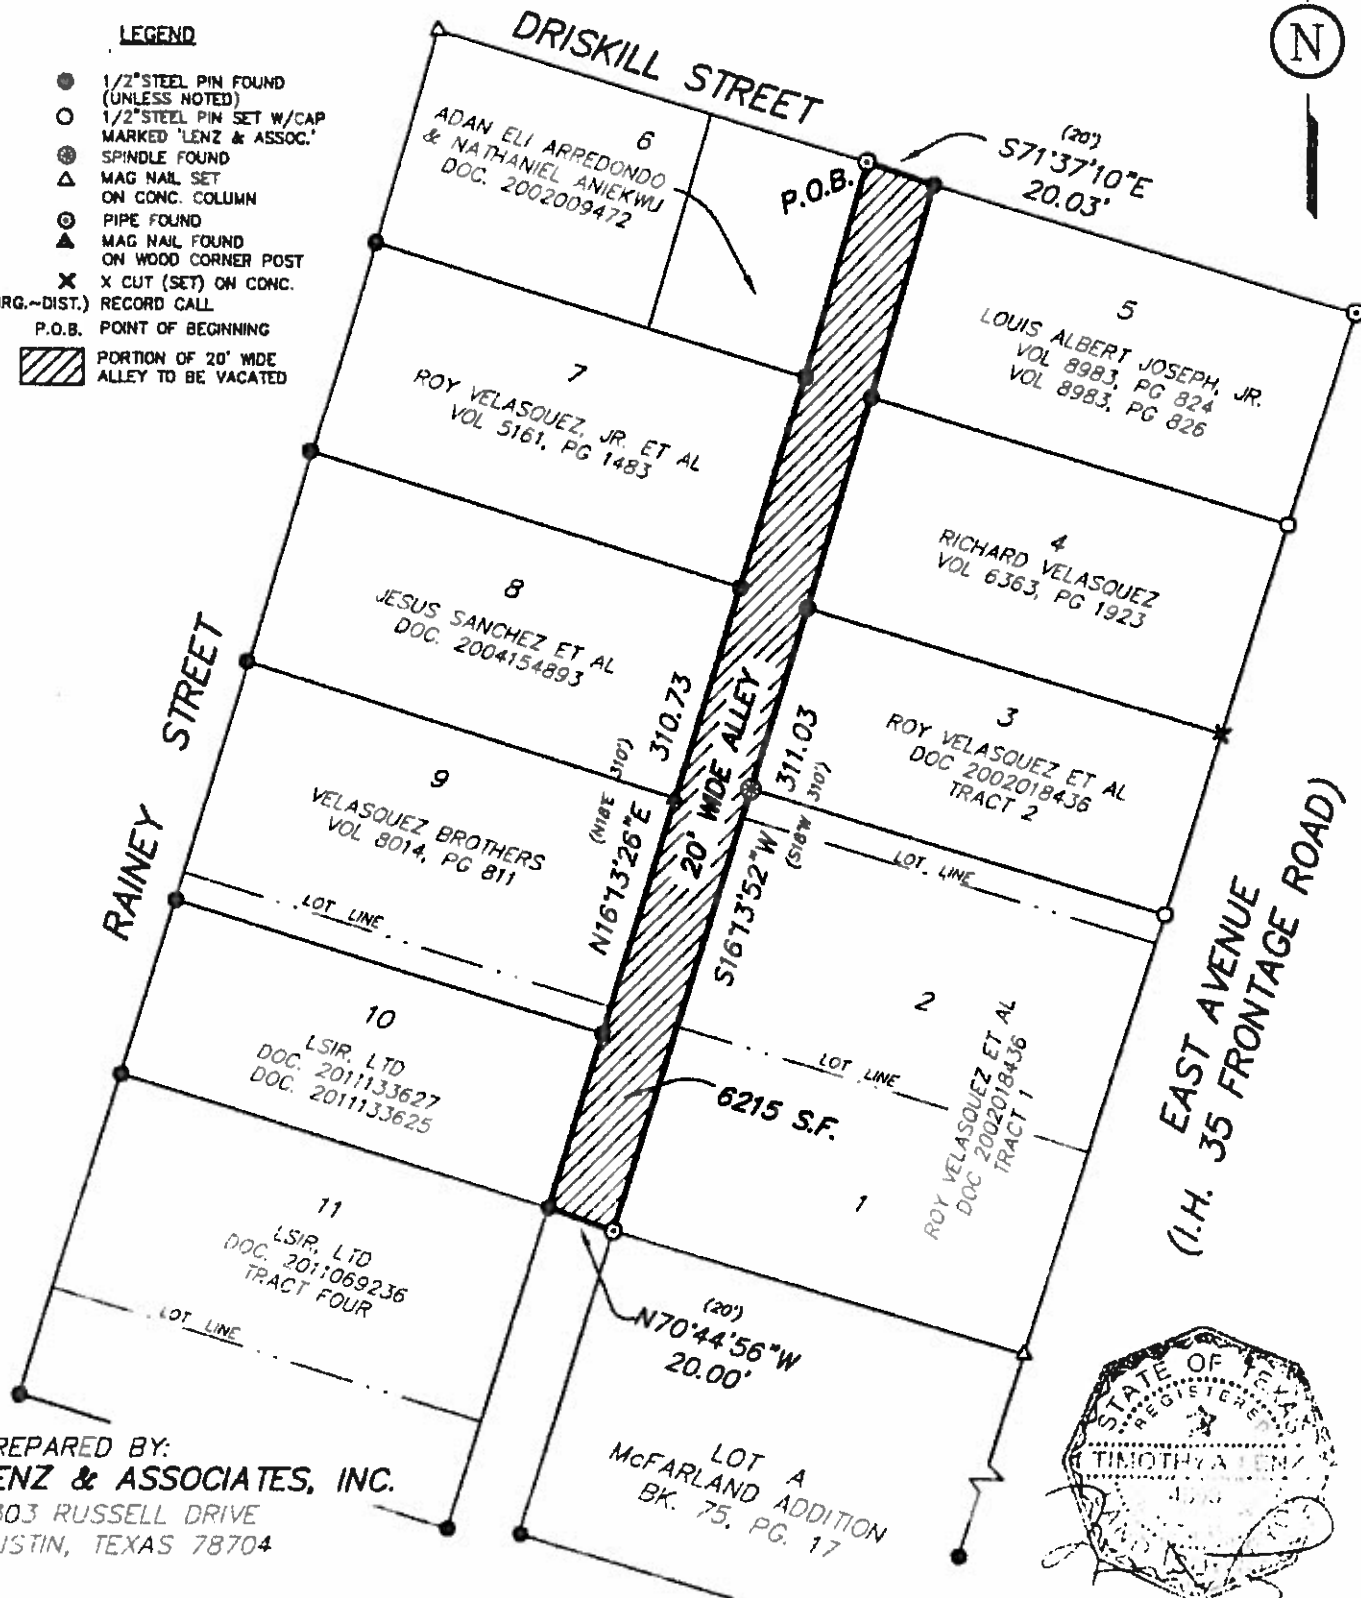 LEGEND
1/2" STEEL PIN FOUND
(UNLESS NOTED)
1/2" STEEL PIN SET W/CAP
MARKED 'LENZ & ASSOC.'
SPINDLE FOUND
MAG NAIL SET
ON CONC. COLUMN
PIPE FOUND
MAG NAIL FOUND
ON WOOD CORNER POST
X CUT (SET) ON CONC.
RG.~DIST.) RECORD CALL
P.O.B. POINT OF BEGINNING
PORTION OF 20' WIDE
ALLEY TO BE VACATED
N
DRISKILL STREET
(20')
S71°37'10"E
20.03'
P.O.B.
6
ADAN ELI ARREDONDO
& NATHANIEL ANIEKWU
DOC. 2002009472
5
LOUIS ALBERT JOSEPH, JR.
VOL 8983, PG 824
VOL 8983, PG 826
7
ROY VELASQUEZ, JR. ET AL
VOL 5161, PG 1483
4
RICHARD VELASQUEZ
VOL 6363, PG 1923
8
JESUS SANCHEZ ET AL
DOC. 2004154893
3
ROY VELASQUEZ ET AL
DOC 2002018436
TRACT 2
RAINEY STREET
N16°13'26"E 310.73
(N18°E 310')
20' WIDE ALLEY
S16°13'52"W 311.03
(S18°W 310')
9
VELASQUEZ BROTHERS
VOL 8014, PG 811
LOT LINE
LOT LINE
2
ROY VELASQUEZ ET AL
DOC 2002018436
TRACT 1
EAST AVENUE
(I.H. 35 FRONTAGE ROAD)
10
LSIR, LTD
DOC. 2011133627
DOC. 2011133625
LOT LINE
6215 S.F.
1
11
LSIR, LTD
DOC. 2011069236
TRACT FOUR
LOT LINE
(20')
N70°44'56"W
20.00'
LOT A
McFARLAND ADDITION
BK. 75, PG. 17
REPARED BY:
ENZ & ASSOCIATES, INC.
303 RUSSELL DRIVE
USTIN, TEXAS 78704
STATE OF TEXAS
REGISTERED
TIMOTHY A LENZ